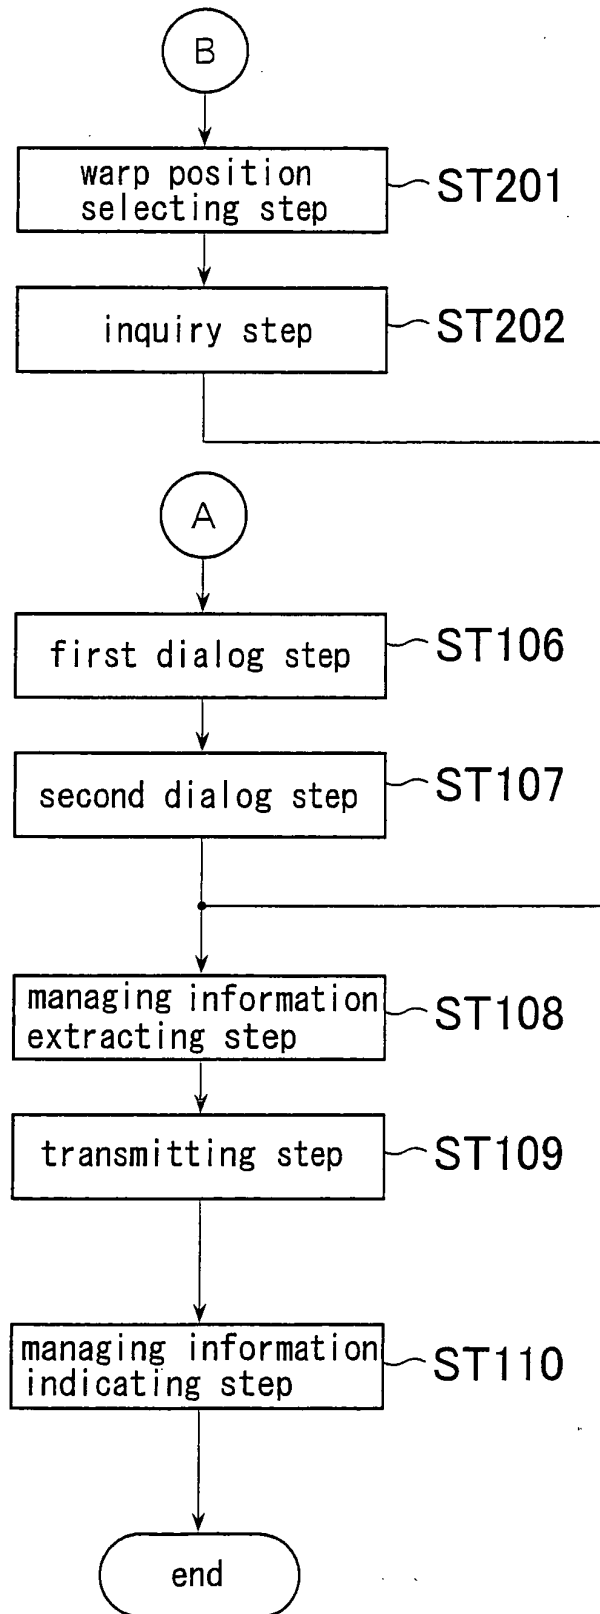 B
warp position
selecting step
ST201
inquiry step
ST202
A
first dialog step
ST106
second dialog step
ST107
managing information
extracting step
ST108
transmitting step
ST109
managing information
indicating step
ST110
end